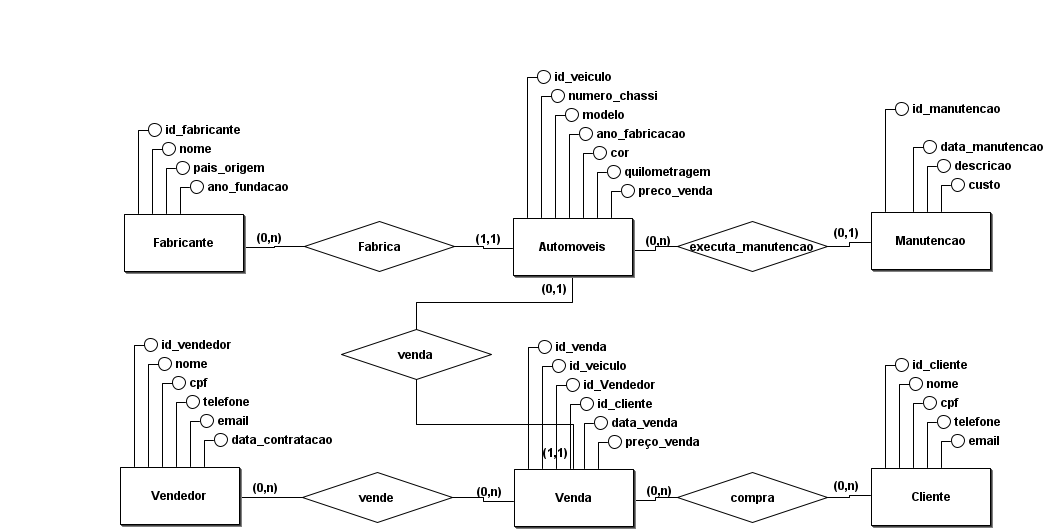 id_fabricante
nome
pais_origem
ano_fundacao
Fabricante
(0,n)
Fabrica
(1,1)
id_veiculo
numero_chassi
modelo
ano_fabricacao
cor
quilometragem
preco_venda
Automoveis
(0,n)
executa_manutencao
(0,1)
id_manutencao
data_manutencao
descricao
custo
Manutencao
(0,1)
venda
(1,1)
id_vendedor
nome
cpf
telefone
email
data_contratacao
Vendedor
(0,n)
vende
(0,n)
id_venda
id_veiculo
id_Vendedor
id_cliente
data_venda
preço_venda
Venda
(0,n)
compra
(0,n)
id_cliente
nome
cpf
telefone
email
Cliente